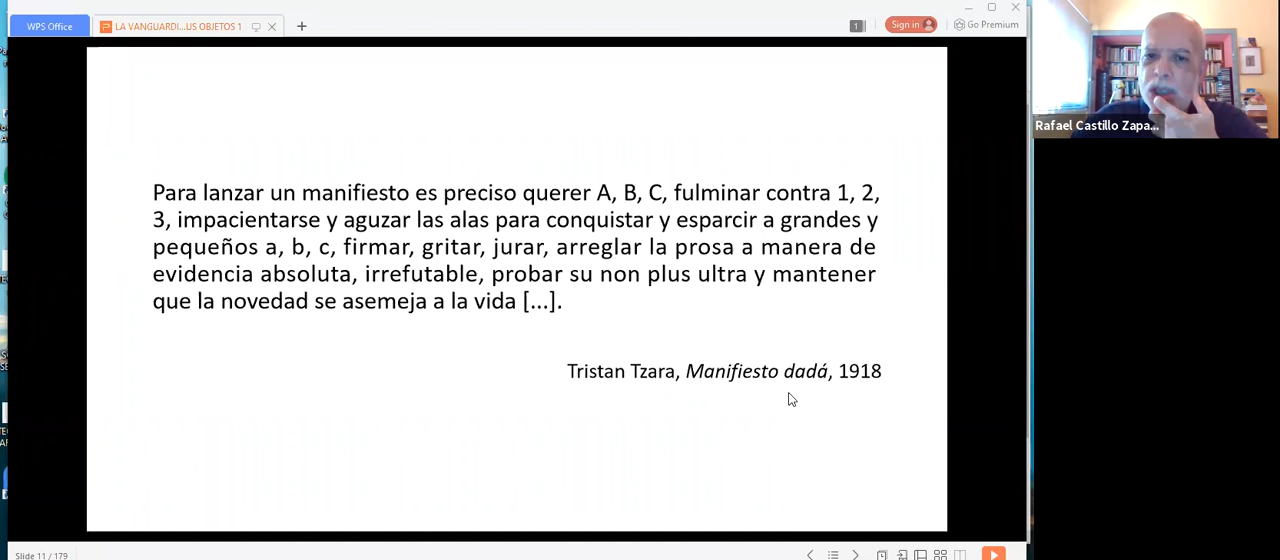 WPS Office
LA VANGUARDI...US OBJETOS 1
1
Sign in
Go Premium
Para lanzar un manifiesto es preciso querer A, B, C, fulminar contra 1, 2,
3, impacientarse y aguzar las alas para conquistar y esparcir a grandes y
pequeños a, b, c, firmar, gritar, jurar, arreglar la prosa a manera de
evidencia absoluta, irrefutable, probar su non plus ultra y mantener
que la novedad se asemeja a la vida [...].
Tristan Tzara, Manifiesto dadá, 1918
Rafael Castillo Zapa...
Slide 11 / 179